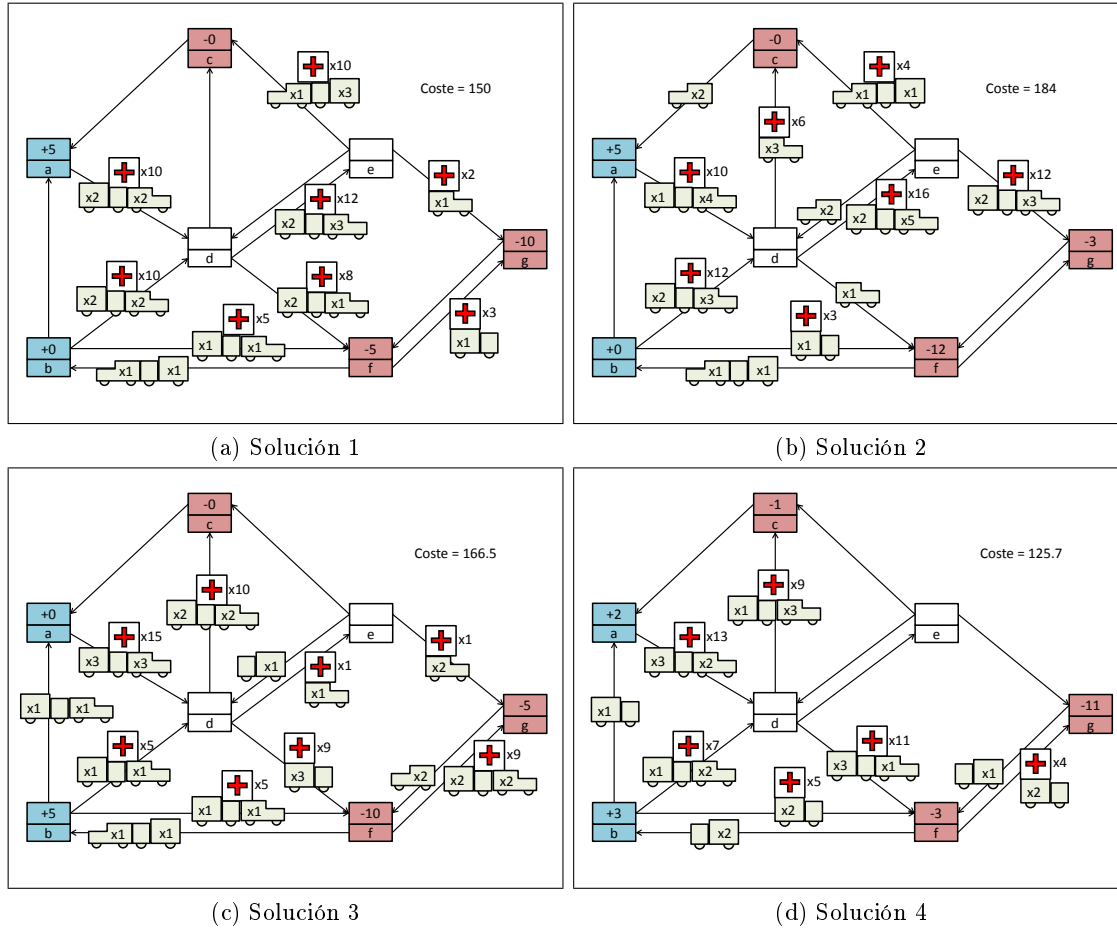 -0
c
x10
x1 x3
Coste = 150
+5
a
x10
x2 x2
e
x2
x1
x12
x2 x3
d
-10
g
x10
x2 x2
x8
x2 x1
x5
x1 x1
x3
x1
+0
b
-5
f
x1 x1
(a) Solución 1
-0
c
x4
x1 x1
Coste = 184
x2
x6
x3
+5
a
x10
x1 x4
e
x12
x2 x3
x16
x2 x5
x2
d
-3
g
x12
x2 x3
x1
x3
x1
+0
b
-12
f
x1 x1
(b) Solución 2
-0
c
Coste = 166.5
x10
x2 x2
+0
a
x15
x3 x3
e
x1
x2
x1
x1
x1
x1 x1
d
-5
g
x5
x1 x1
x9
x3
x9
x2 x2
x2
x5
x1 x1
+5
b
-10
f
x1 x1
(c) Solución 3
-1
c
Coste = 125.7
x9
x1 x3
+2
a
x13
x3 x2
e
x1
d
-11
g
x7
x1 x2
x11
x3 x1
x1
x4
x2
x5
x2
+3
b
-3
f
x2
(d) Solución 4